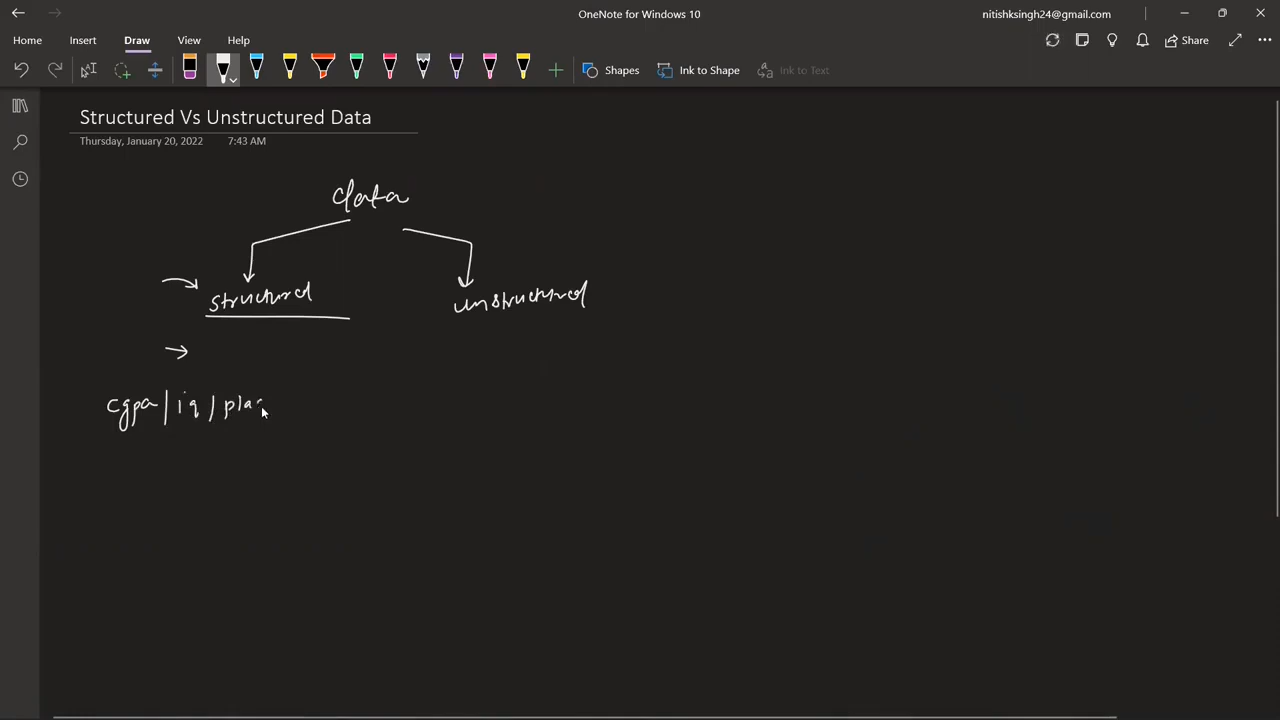 OneNote for Windows 10
nitishksingh24@gmail.com
Home Insert Draw View Help
Share
Shapes Ink to Shape Ink to Text
Structured Vs Unstructured Data
Thursday, January 20, 2022 7:43 AM
data
structured unstructured
cgpa | iq | pla